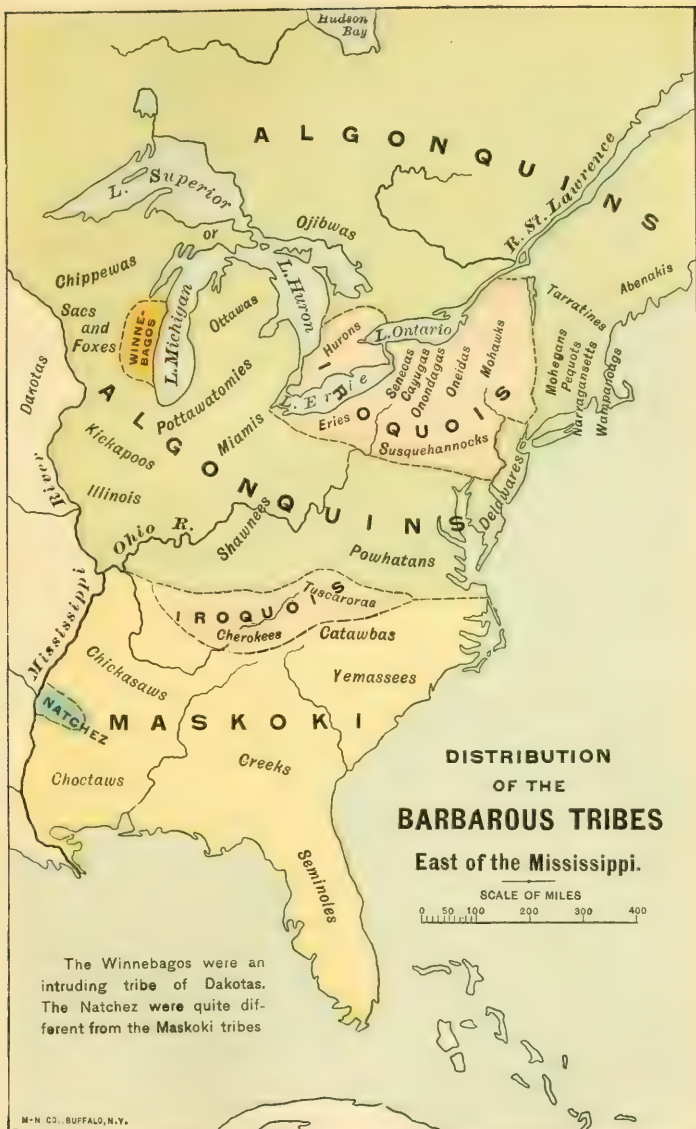 Hudson
Bay
ALGONQUINS
R. St. Lawrence
L. Superior
or
Ojibwas
Chippewas
Abenakis
Tarratines
Sacs
and
Foxes
WINNE-
BAGOS
L. Michigan
Ottawas
L. Huron
Hurons
L. Ontario
L. Erie
IROQUOIS
Senecas
Cayugas
Onondagas
Oneidas
Mohawks
Mohegans
Pequots
Narragansetts
Wampanoags
Dakotas
ALGONQUINS
Pottawatomies
Kickapoos
Miamis
Eries
Susquehannocks
Illinois
Ohio R.
Shawnees
Delawares
Powhatans
Mississippi
River
IROQUOIS
Tuscaroras
Cherokees
Catawbas
Chickasaws
Yemassees
NATCHEZ
MASKOKI
Choctaws
Creeks
Seminoles
DISTRIBUTION
OF THE
BARBAROUS TRIBES
East of the Mississippi.
SCALE OF MILES
0 50 100 200 300 400
The Winnebagos were an
intruding tribe of Dakotas.
The Natchez were quite dif-
ferent from the Maskoki tribes
M-N CO., BUFFALO, N.Y.